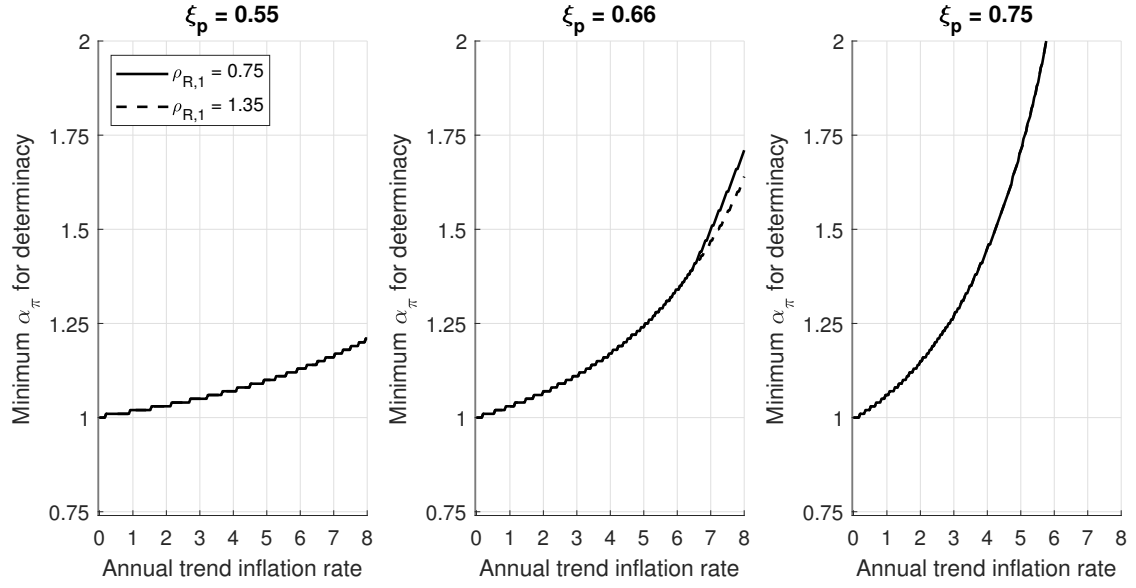 ξp = 0.55
2
1.75
1.5
1.25
1
0.75
0 1 2 3 4 5 6 7 8
Minimum απ for determinacy
Annual trend inflation rate
ρR,1 = 0.75
ρR,1 = 1.35
ξp = 0.66
2
1.75
1.5
1.25
1
0.75
0 1 2 3 4 5 6 7 8
Minimum απ for determinacy
Annual trend inflation rate
ξp = 0.75
2
1.75
1.5
1.25
1
0.75
0 1 2 3 4 5 6 7 8
Minimum απ for determinacy
Annual trend inflation rate